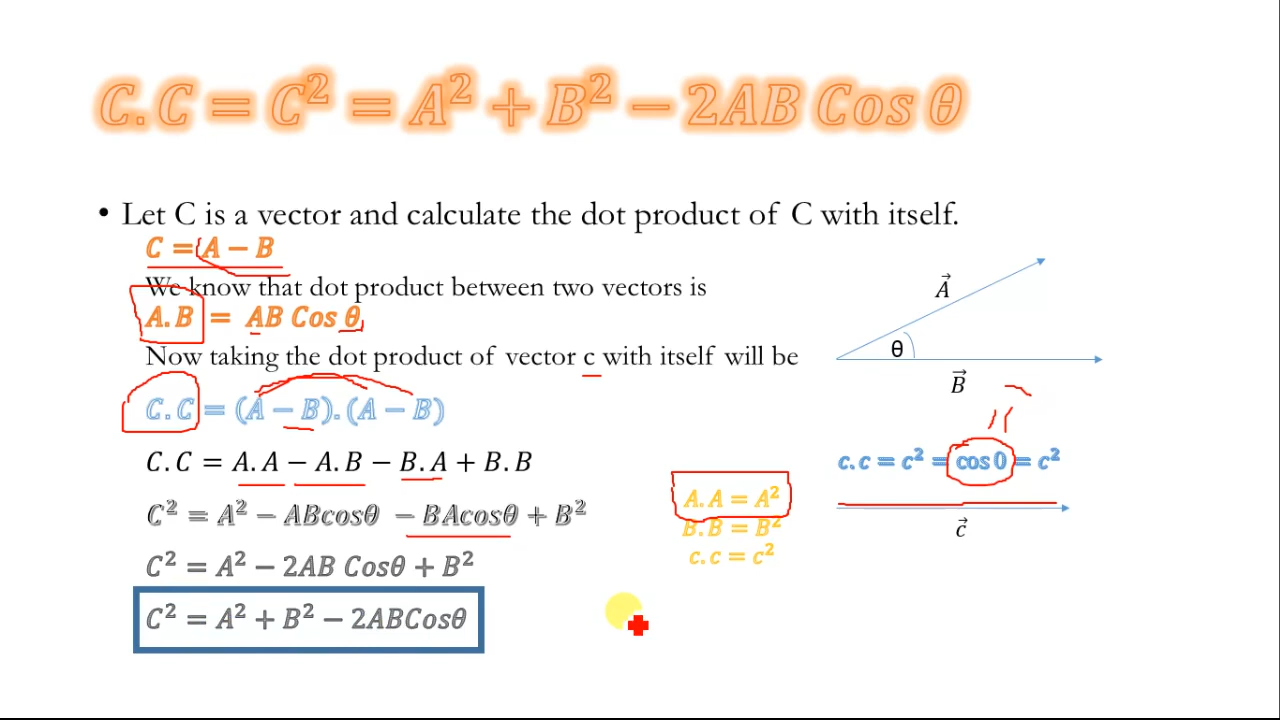 C.C = C² = A² + B² − 2AB Cos θ
• Let C is a vector and calculate the dot product of C with itself.
C = A − B
We know that dot product between two vectors is
A.B = AB Cos θ
Now taking the dot product of vector c with itself will be
C.C = (A − B).(A − B)
C.C = A.A − A.B − B.A + B.B
C² = A² − ABcosθ − BAcosθ + B²
C² = A² − 2AB Cosθ + B²
C² = A² + B² − 2ABCosθ
A⃗
θ
B⃗
c.c = c² = cos 0 = c²
c⃗
A.A = A²
B.B = B²
c.c = c²